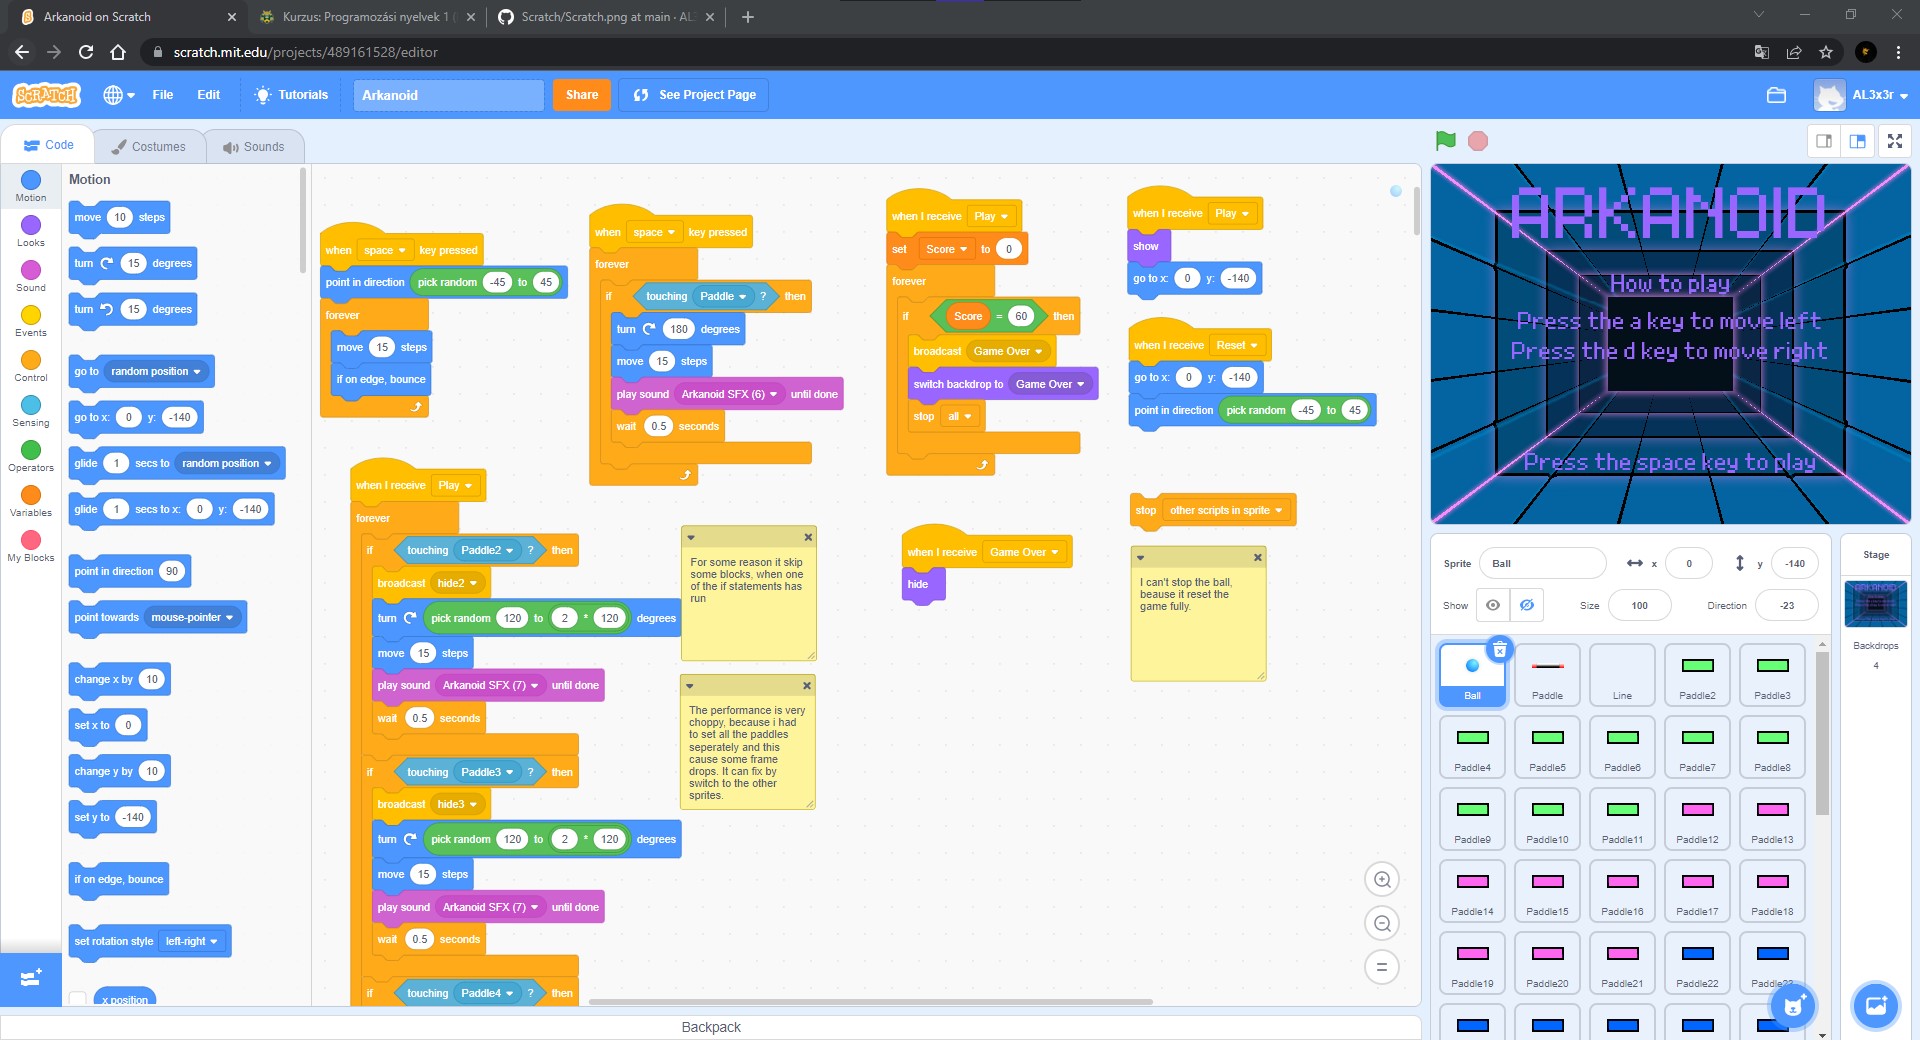 Arkanoid on Scratch
Kurzus: Programozási nyelvek 1
Scratch/Scratch.png at main · AL
scratch.mit.edu/projects/489161528/editor
SCRATCH
File
Edit
Tutorials
Arkanoid
Share
See Project Page
AL3x3r
Code
Costumes
Sounds
Motion
Looks
Sound
Events
Control
Sensing
Operators
Variables
My Blocks
Motion
move 10 steps
turn 15 degrees
turn 15 degrees
go to random position
go to x: 0 y: -140
glide 1 secs to random position
glide 1 secs to x: 0 y: -140
point in direction 90
point towards mouse-pointer
change x by 10
set x to 0
change y by 10
set y to -140
if on edge, bounce
set rotation style left-right
x position
when space key pressed
point in direction pick random -45 to 45
forever
move 15 steps
if on edge, bounce
when space key pressed
forever
if touching Paddle ? then
turn 180 degrees
move 15 steps
play sound Arkanoid SFX (6) until done
wait 0.5 seconds
when I receive Play
set Score to 0
forever
if Score = 60 then
broadcast Game Over
switch backdrop to Game Over
stop all
when I receive Play
show
go to x: 0 y: -140
when I receive Reset
go to x: 0 y: -140
point in direction pick random -45 to 45
when I receive Play
forever
if touching Paddle2 ? then
broadcast hide2
turn pick random 120 to 2 * 120 degrees
move 15 steps
play sound Arkanoid SFX (7) until done
wait 0.5 seconds
if touching Paddle3 ? then
broadcast hide3
turn pick random 120 to 2 * 120 degrees
move 15 steps
play sound Arkanoid SFX (7) until done
wait 0.5 seconds
if touching Paddle4 ? then
For some reason it skip
some blocks, when one
of the if statements has
run
The performance is very
choppy, because i had
to set all the paddles
seperately and this
cause some frame
drops. It can fix by
switch to the other
sprites.
when I receive Game Over
hide
stop other scripts in sprite
I can't stop the ball,
beause it reset the
game fully.
Backpack
ARKANOID
How to play
Press the a key to move left
Press the d key to move right
Press the space key to play
Sprite Ball x 0 y -140
Show Size 100 Direction -23
Stage
Backdrops
4
Ball
Paddle
Line
Paddle2
Paddle3
Paddle4
Paddle5
Paddle6
Paddle7
Paddle8
Paddle9
Paddle10
Paddle11
Paddle12
Paddle13
Paddle14
Paddle15
Paddle16
Paddle17
Paddle18
Paddle19
Paddle20
Paddle21
Paddle22